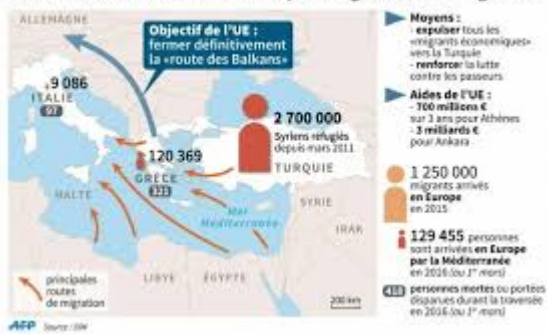 ALLEMAGNE
Objectif de l'UE :
fermer définitivement
la «route des Balkans»
9 086
ITALIE
97
120 369
GRÈCE
321
MALTE
2 700 000
Syriens réfugiés
depuis mars 2011
TURQUIE
SYRIE
IRAK
Mer
Méditerranée
LIBYE
ÉGYPTE
principales
routes
de migration
200 km
AFP
Moyens :
- expulser tous les
«migrants économiques»
vers la Turquie
- renforcer la lutte
contre les passeurs
Aides de l'UE :
- 700 millions €
sur 3 ans pour Athènes
- 3 milliards €
pour Ankara
1 250 000
migrants arrivés
en Europe
en 2015
129 455 personnes
sont arrivées en Europe
par la Méditerranée
en 2016 (au 1er mars)
418 personnes mortes ou portées
disparues durant la traversée
en 2016 (au 1er mars)